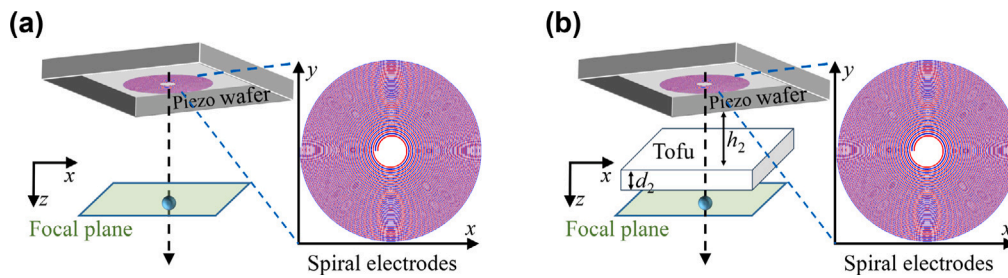 (a)
Piezo wafer
y
x
z
Focal plane
x
Spiral electrodes
(b)
Piezo wafer
y
h2
Tofu
x
d2
z
Focal plane
x
Spiral electrodes